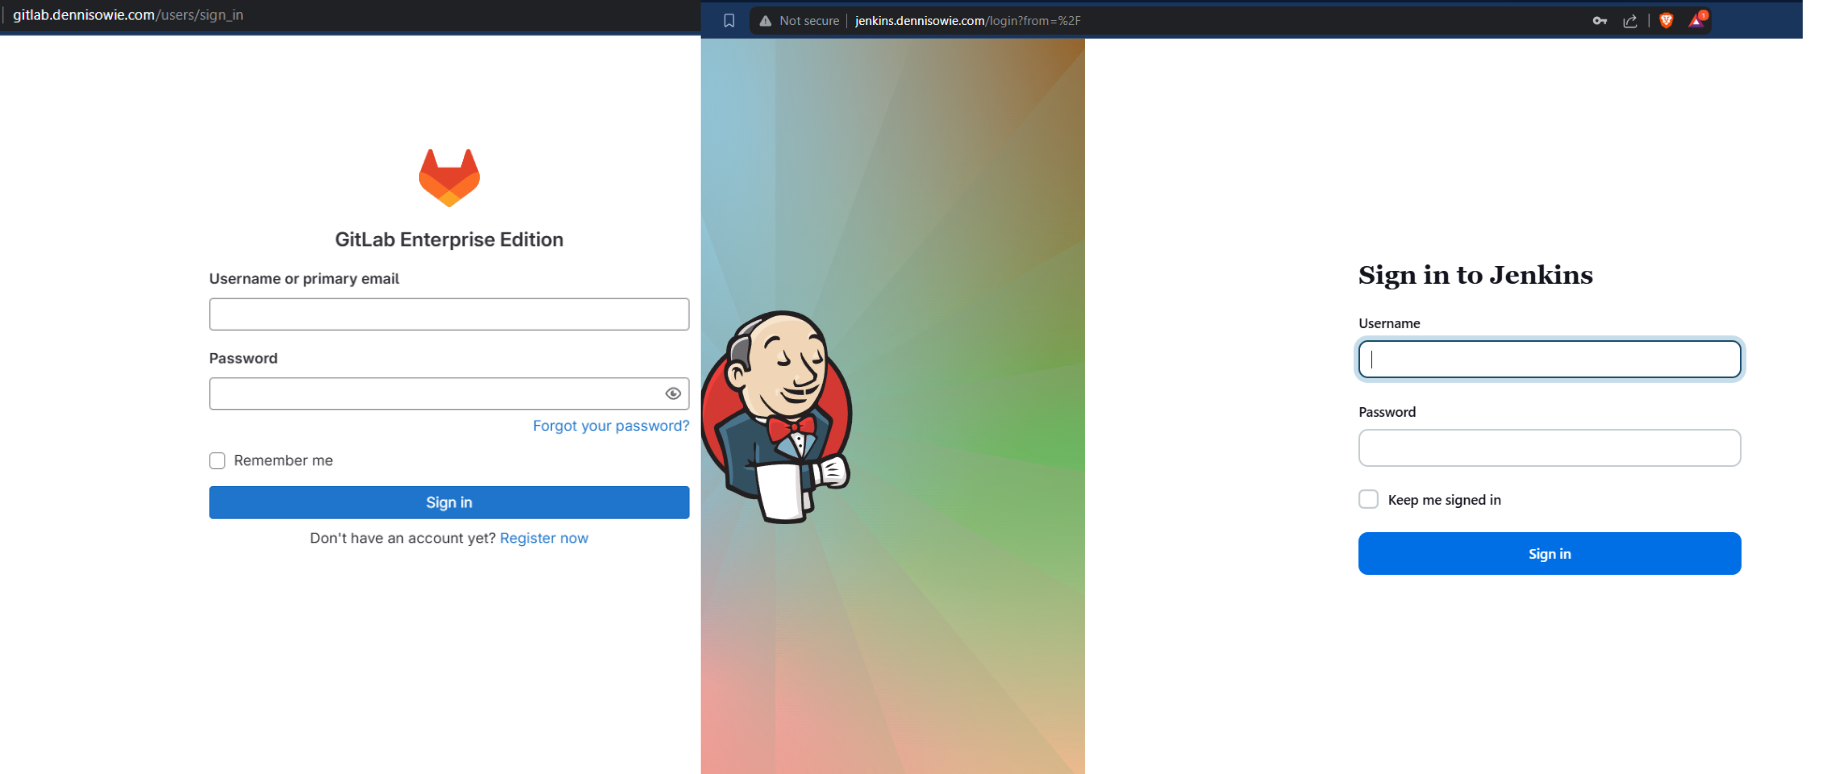 gitlab.dennisowie.com/users/sign_in
GitLab Enterprise Edition
Username or primary email
Password
Forgot your password?
Remember me
Sign in
Don't have an account yet? Register now
Not secure
jenkins.dennisowie.com/login?from=%2F
1
Sign in to Jenkins
Username
Password
Keep me signed in
Sign in